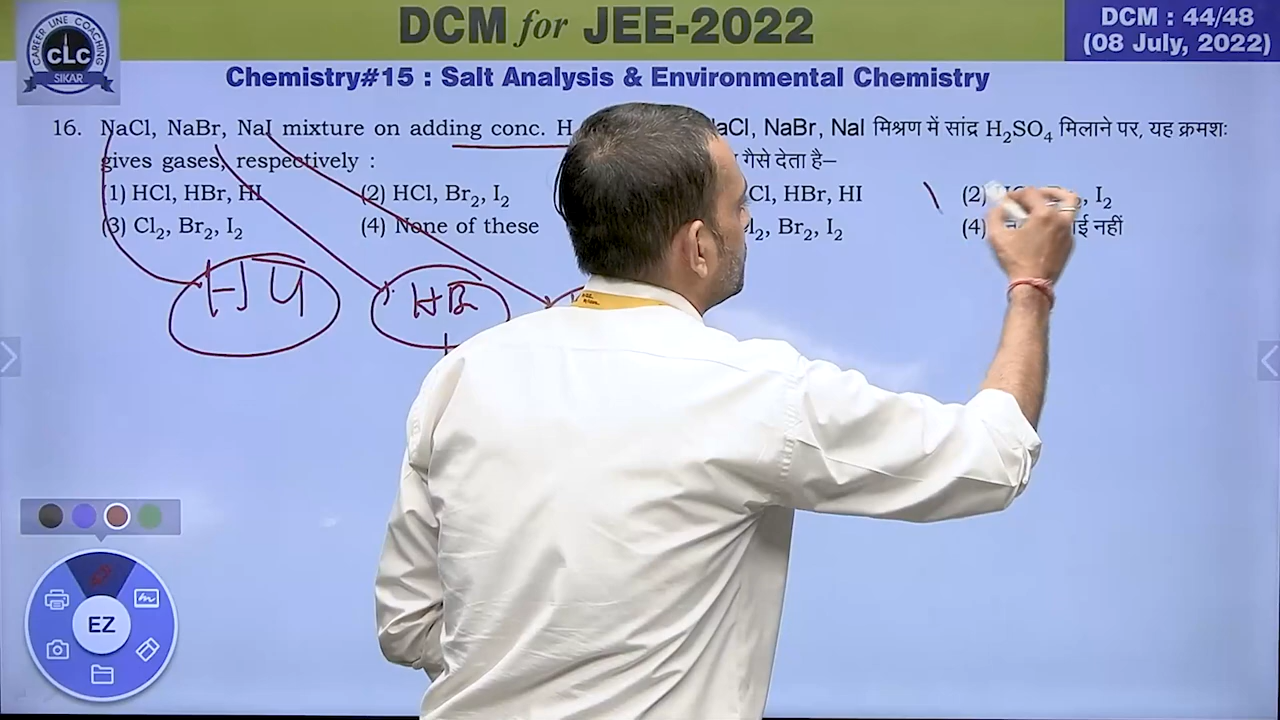 DCM for JEE-2022
DCM : 44/48
(08 July, 2022)
CAREER LINE COACHING
CLC
SIKAR
Chemistry#15 : Salt Analysis & Environmental Chemistry
16. NaCl, NaBr, NaI mixture on adding conc. H
gives gases, respectively :
(1) HCl, HBr, HI (2) HCl, Br₂, I₂
(3) Cl₂, Br₂, I₂ (4) None of these
aCl, NaBr, NaI मिश्रण में सांद्र H₂SO₄ मिलाने पर, यह क्रमशः
गैसे देता है–
Cl, HBr, HI (2) I₂
l₂, Br₂, I₂ (4) नहीं
HCl
HBr
EZ